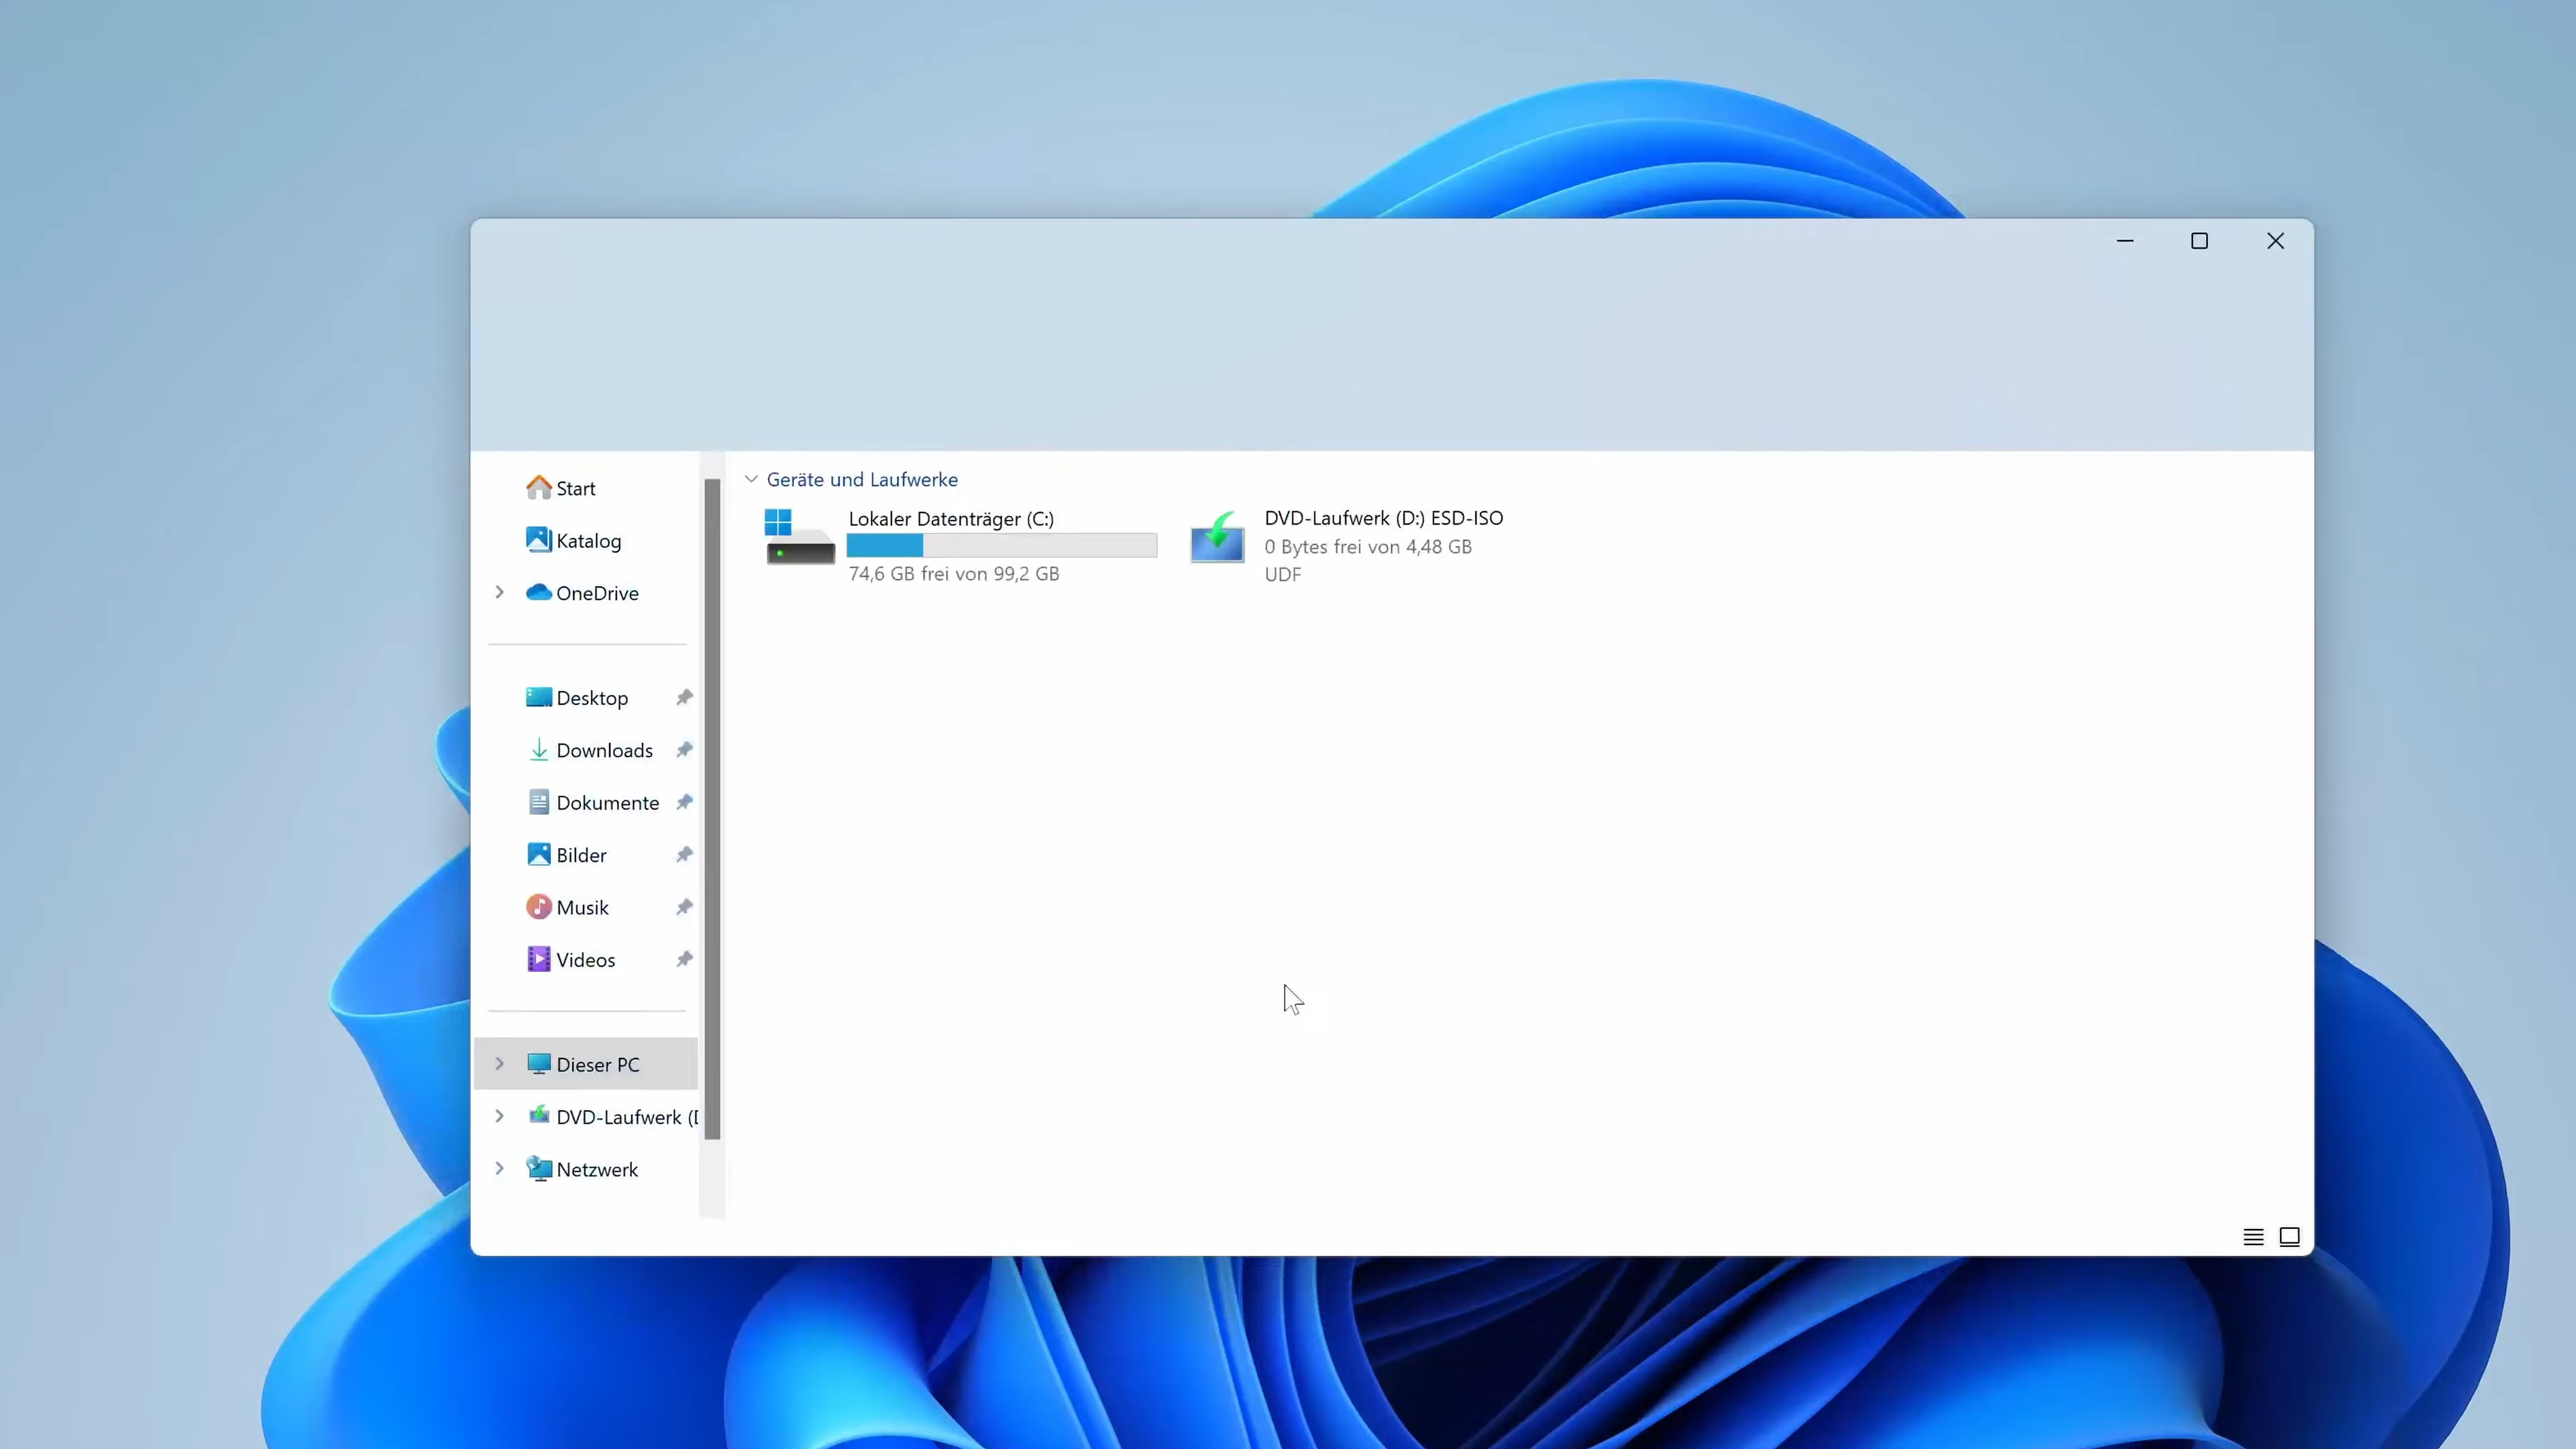 Start
Katalog
OneDrive
Desktop
Downloads
Dokumente
Bilder
Musik
Videos
Dieser PC
DVD-Laufwerk (
Netzwerk
Geräte und Laufwerke
Lokaler Datenträger (C:)
74,6 GB frei von 99,2 GB
DVD-Laufwerk (D:) ESD-ISO
0 Bytes frei von 4,48 GB
UDF